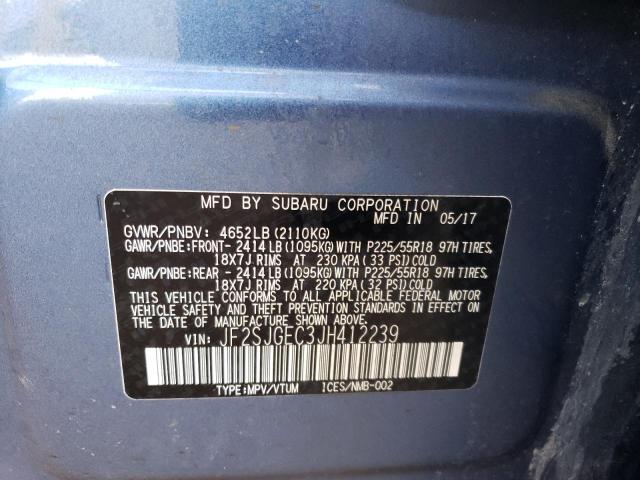 MFD BY SUBARU CORPORATION
MFD IN 05/17
GVWR/PNBV: 4652LB(2110KG)
GAWR/PNBE:FRONT- 2414LB(1095KG)WITH P225/55R18 97H TIRES,
18X7J RIMS AT 230 KPA(33 PSI)COLD
GAWR/PNBE:REAR - 2414LB(1095KG)WITH P225/55R18 97H TIRES,
18X7J RIMS AT 220 KPA(32 PSI)COLD
THIS VEHICLE CONFORMS TO ALL APPLICABLE FEDERAL MOTOR
VEHICLE SAFETY AND THEFT PREVENTION STANDARDS IN EFFECT
ON THE DATE OF MANUFACTURE SHOWN ABOVE.
VIN: JF2SJGEC3JH412239
TYPE:MPV/VTUM ICES/NMB-002